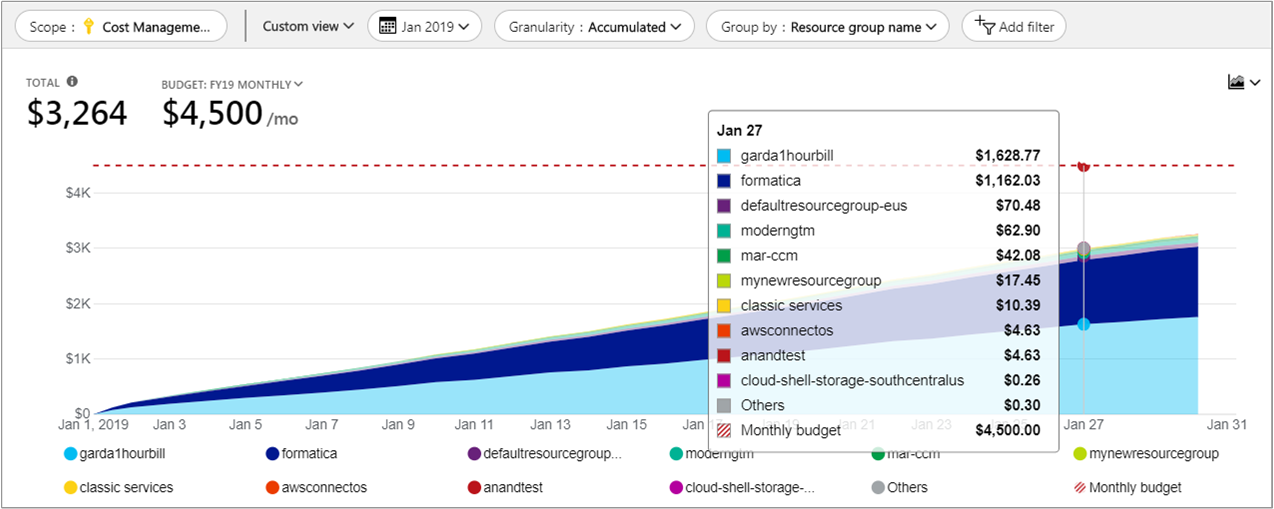 Scope : Cost Manageme...
Custom view
Jan 2019
Granularity : Accumulated
Group by : Resource group name
Add filter
TOTAL
BUDGET: FY19 MONTHLY
$3,264
$4,500 /mo
Jan 27
garda1hourbill $1,628.77
formatica $1,162.03
defaultresourcegroup-eus $70.48
moderngtm $62.90
mar-ccm $42.08
mynewresourcegroup $17.45
classic services $10.39
awsconnectos $4.63
anandtest $4.63
cloud-shell-storage-southcentralus $0.26
Others $0.30
Monthly budget $4,500.00
$4K
$3K
$2K
$1K
$0
Jan 1, 2019 Jan 3 Jan 5 Jan 7 Jan 9 Jan 11 Jan 13 Jan 15 Jan 17 Jan 19 Jan 21 Jan 23 Jan 25 Jan 27 Jan 31
garda1hourbill formatica defaultresourcegroup... moderngtm mar-ccm mynewresourcegroup
classic services awsconnectos anandtest cloud-shell-storage-... Others Monthly budget